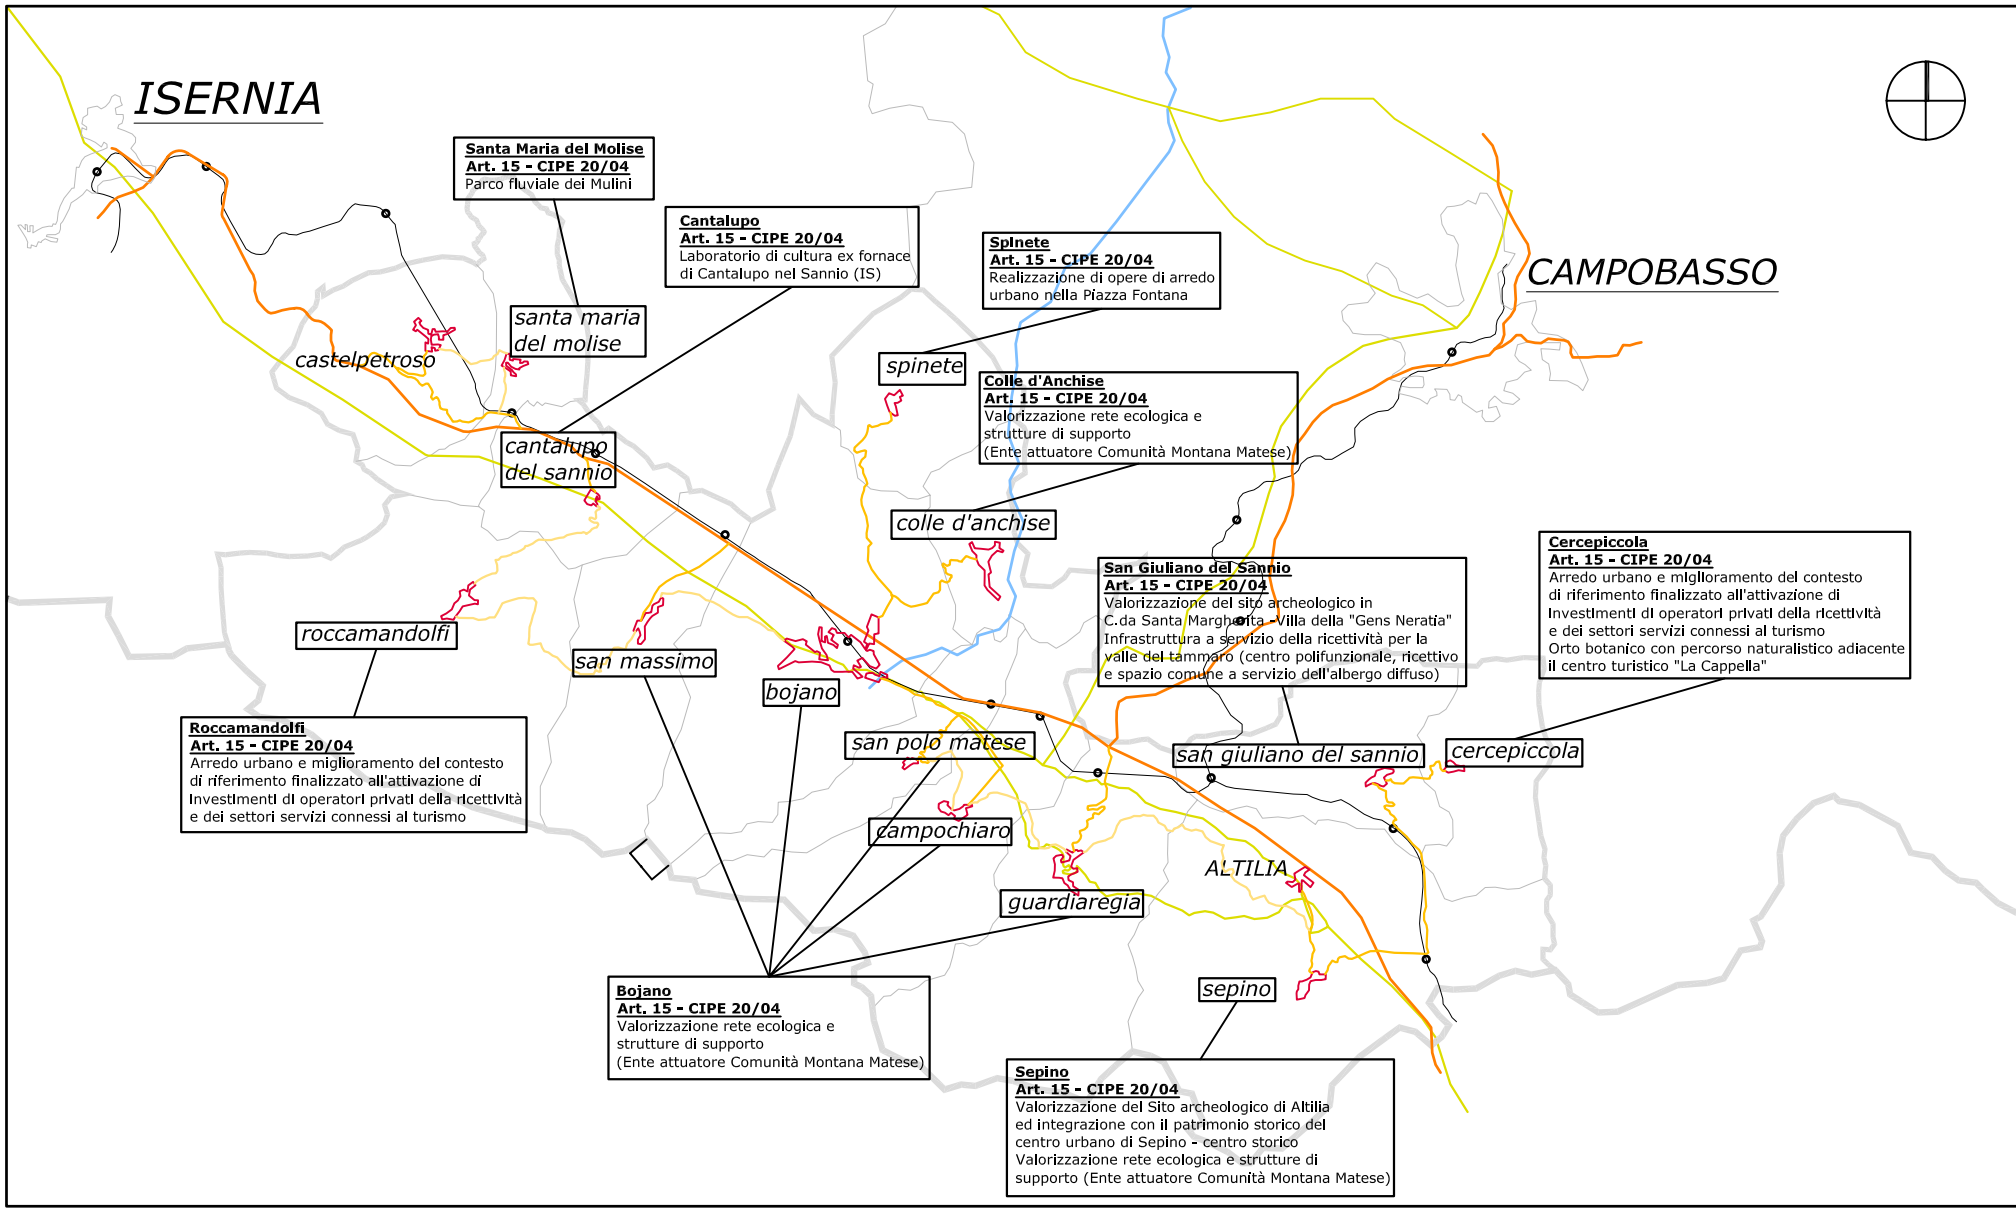 ISERNIA
Santa Maria del Molise
Art. 15 - CIPE 20/04
Parco fluviale dei Mulini
Cantalupo
Art. 15 - CIPE 20/04
Laboratorio di cultura ex fornace
di Cantalupo nel Sannio (IS)
Spinete
Art. 15 - CIPE 20/04
Realizzazione di opere di arredo
urbano nella Piazza Fontana
CAMPOBASSO
santa maria
del molise
castelpetroso
spinete
Colle d'Anchise
Art. 15 - CIPE 20/04
Valorizzazione rete ecologica e
strutture di supporto
(Ente attuatore Comunità Montana Matese)
cantalupo
del sannio
colle d'anchise
San Giuliano del Sannio
Art. 15 - CIPE 20/04
Valorizzazione del sito archeologico in
C.da Santa Margherita -Villa della "Gens Neratia"
Infrastruttura a servizio della ricettività per la
valle del tammaro (centro polifunzionale, ricettivo
e spazio comune a servizio dell'albergo diffuso)
Cercepiccola
Art. 15 - CIPE 20/04
Arredo urbano e miglioramento del contesto
di riferimento finalizzato all'attivazione di
investimenti di operatori privati della ricettività
e dei settori servizi connessi al turismo
Orto botanico con percorso naturalistico adiacente
il centro turistico "La Cappella"
roccamandolfi
san massimo
bojano
san polo matese
san giuliano del sannio
cercepiccola
Roccamandolfi
Art. 15 - CIPE 20/04
Arredo urbano e miglioramento del contesto
di riferimento finalizzato all'attivazione di
investimenti di operatori privati della ricettività
e dei settori servizi connessi al turismo
campochiaro
ALTILIA
guardiaregia
sepino
Bojano
Art. 15 - CIPE 20/04
Valorizzazione rete ecologica e
strutture di supporto
(Ente attuatore Comunità Montana Matese)
Sepino
Art. 15 - CIPE 20/04
Valorizzazione del Sito archeologico di Altilia
ed integrazione con il patrimonio storico del
centro urbano di Sepino - centro storico
Valorizzazione rete ecologica e strutture di
supporto (Ente attuatore Comunità Montana Matese)